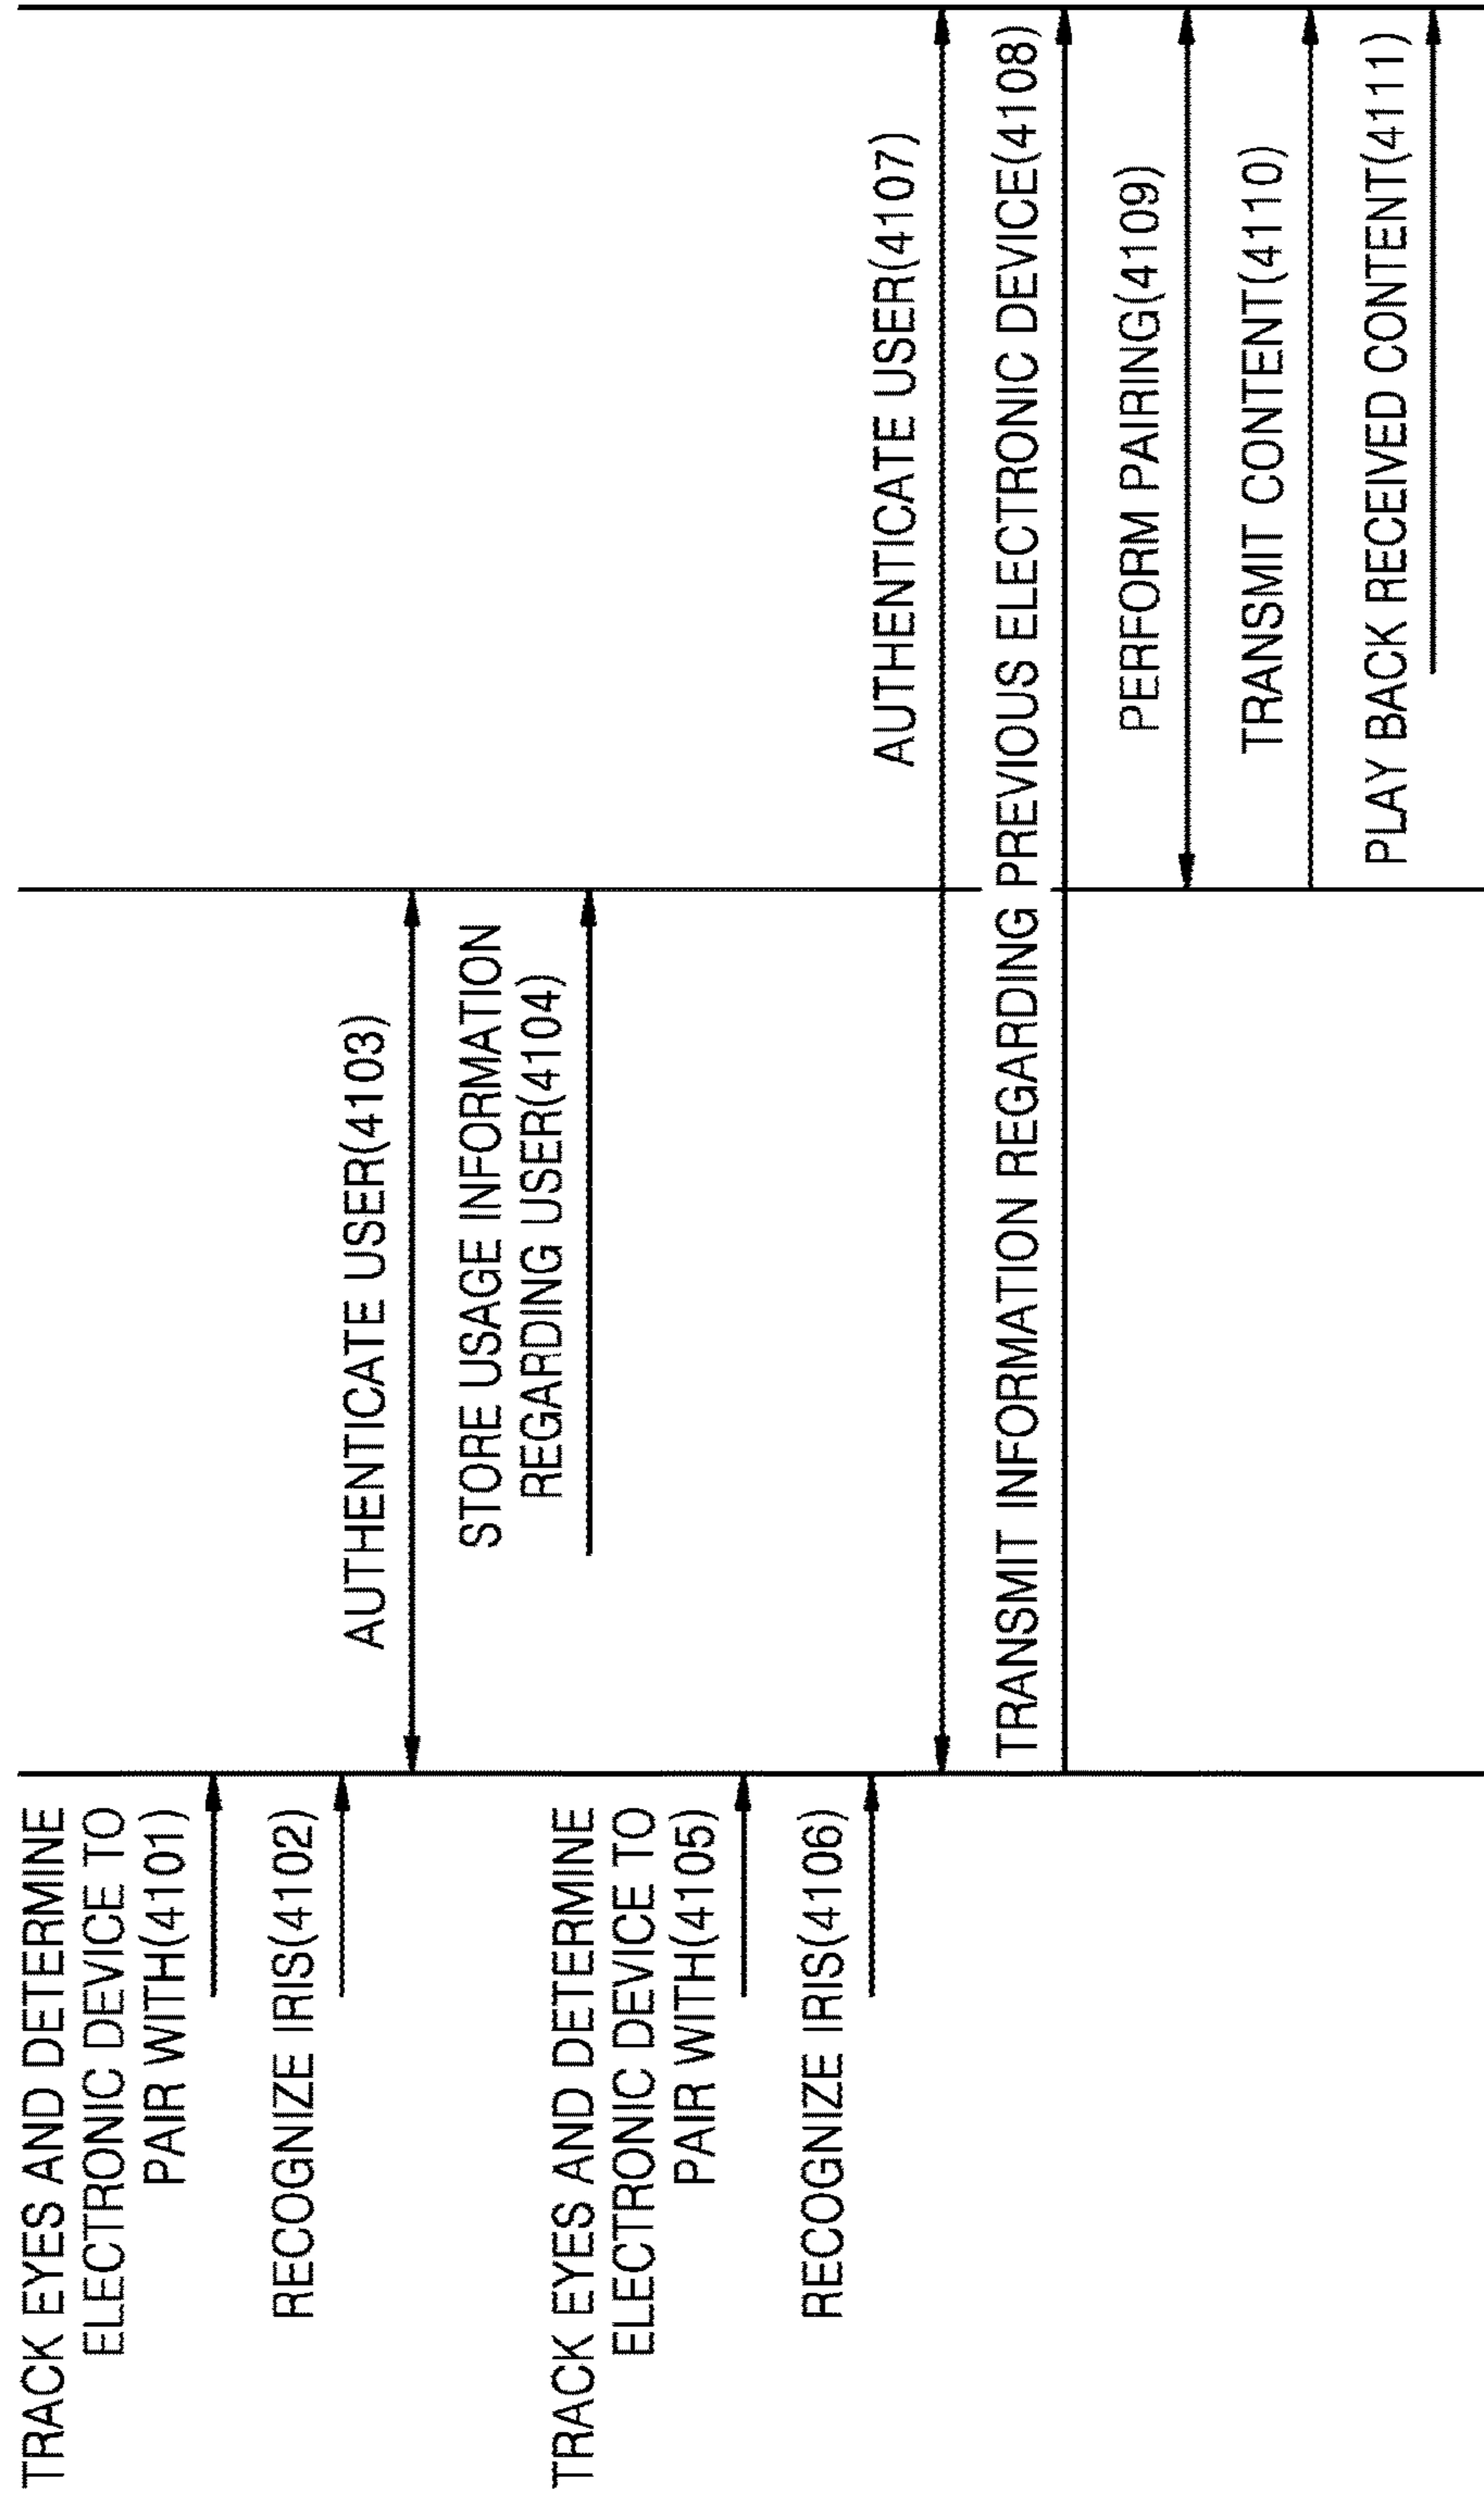 TRACK EYES AND DETERMINE
ELECTRONIC DEVICE TO
PAIR WITH(4101)
RECOGNIZE IRIS(4102)
AUTHENTICATE USER(4103)
STORE USAGE INFORMATION
REGARDING USER(4104)
TRACK EYES AND DETERMINE
ELECTRONIC DEVICE TO
PAIR WITH(4105)
RECOGNIZE IRIS(4106)
AUTHENTICATE USER(4107)
TRANSMIT INFORMATION REGARDING PREVIOUS ELECTRONIC DEVICE(4108)
PERFORM PAIRING(4109)
TRANSMIT CONTENT(4110)
PLAY BACK RECEIVED CONTENT(4111)